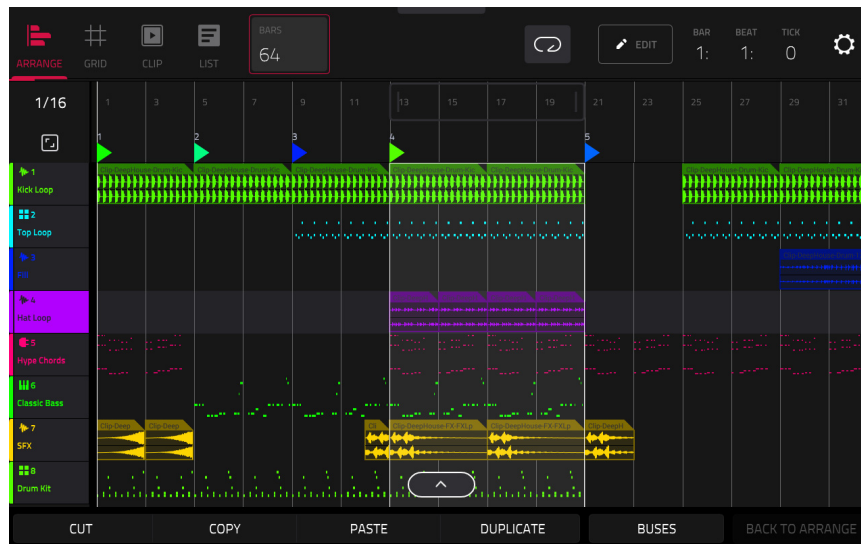 ARRANGE GRID CLIP LIST
BARS
64
EDIT
BAR BEAT TICK
1: 1: 0
1/16
1 3 5 7 9 11 13 15 17 19 21 23 25 27 29 31
1 2 3 4 5
1
Kick Loop
2
Top Loop
3
4
Hat Loop
5
Hype Chords
6
Classic Bass
7
SFX
Clip-Deep Clip-Deep Cli Clip-DeepHouse-FX-FXLp Clip-DeepHouse-FX-FXLp Clip-DeepH
8
Drum Kit
CUT COPY PASTE DUPLICATE BUSES BACK TO ARRANGE